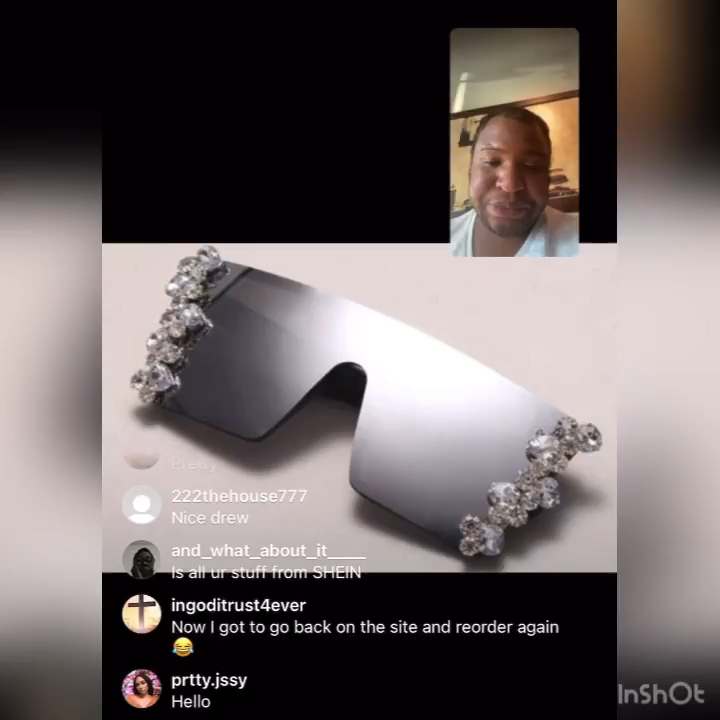 Pretty
222thehouse777
Nice drew
and_what_about_it____
Is all ur stuff from SHEIN
ingoditrust4ever
Now I got to go back on the site and reorder again
😂
prtty.jssy
Hello
InShOt